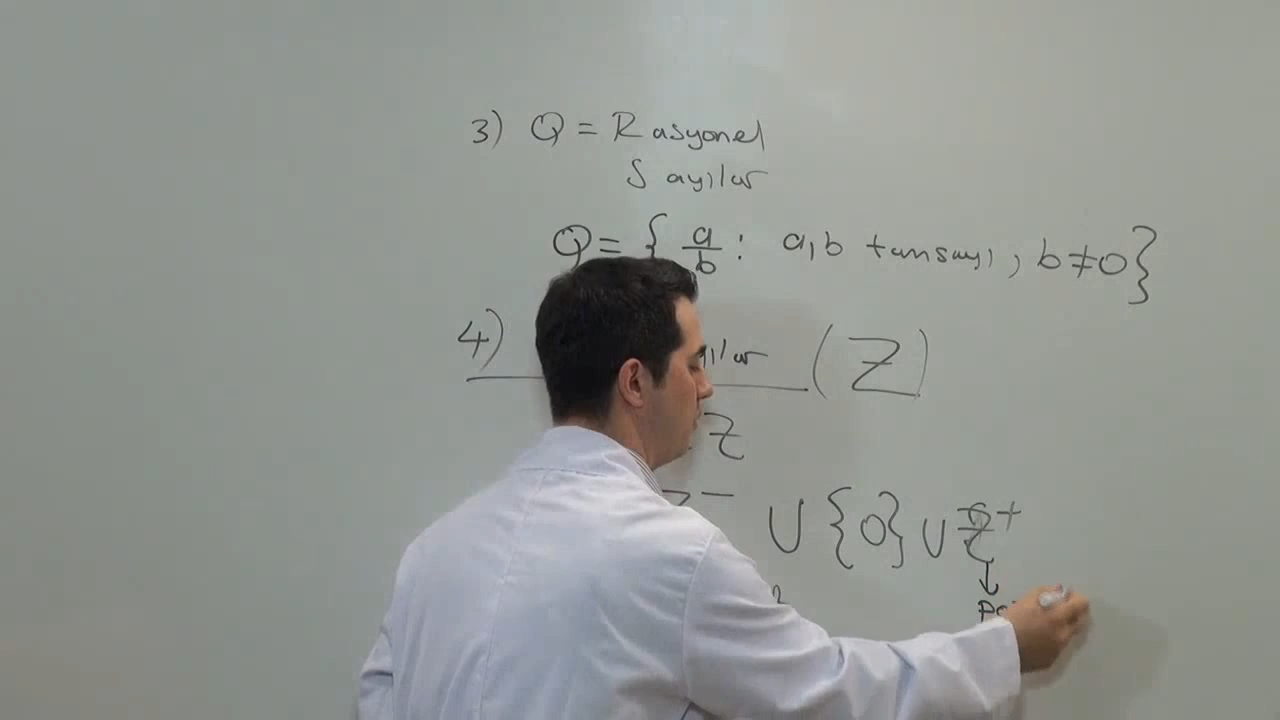 3) Q = Rasyonel
Sayılar
Q = { a/b : a,b tamsayı, b≠0}
4) (Z)
Z
Z⁻ ∪ {0} ∪ Z⁺